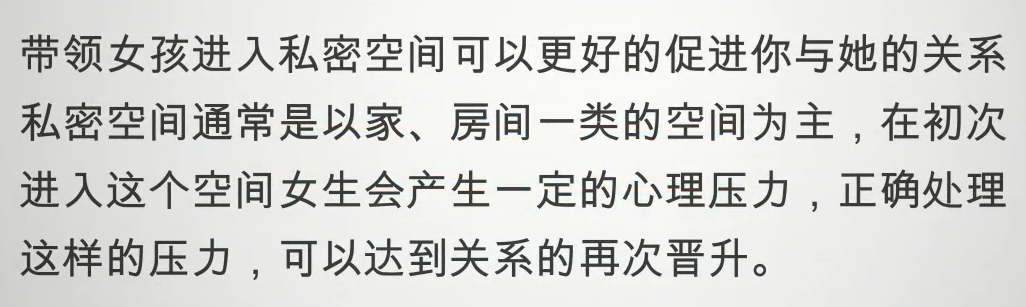 带领女孩进入私密空间可以更好的促进你与她的关系
私密空间通常是以家、房间一类的空间为主，在初次
进入这个空间女生会产生一定的心理压力，正确处理
这样的压力，可以达到关系的再次晋升。